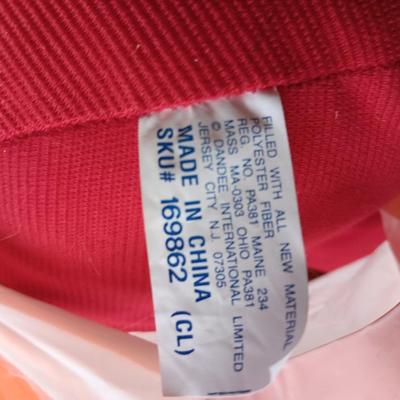 FILLED WITH ALL NEW MATERIAL
POLYESTER FIBER
REG. NO. PA381 MAINE 234
MASS MA-0303 OHIO PA381
© DANDEE INTERNATIONAL LIMITED
JERSEY CITY N.J. 07305
MADE IN CHINA
SKU# 169862 (CL)